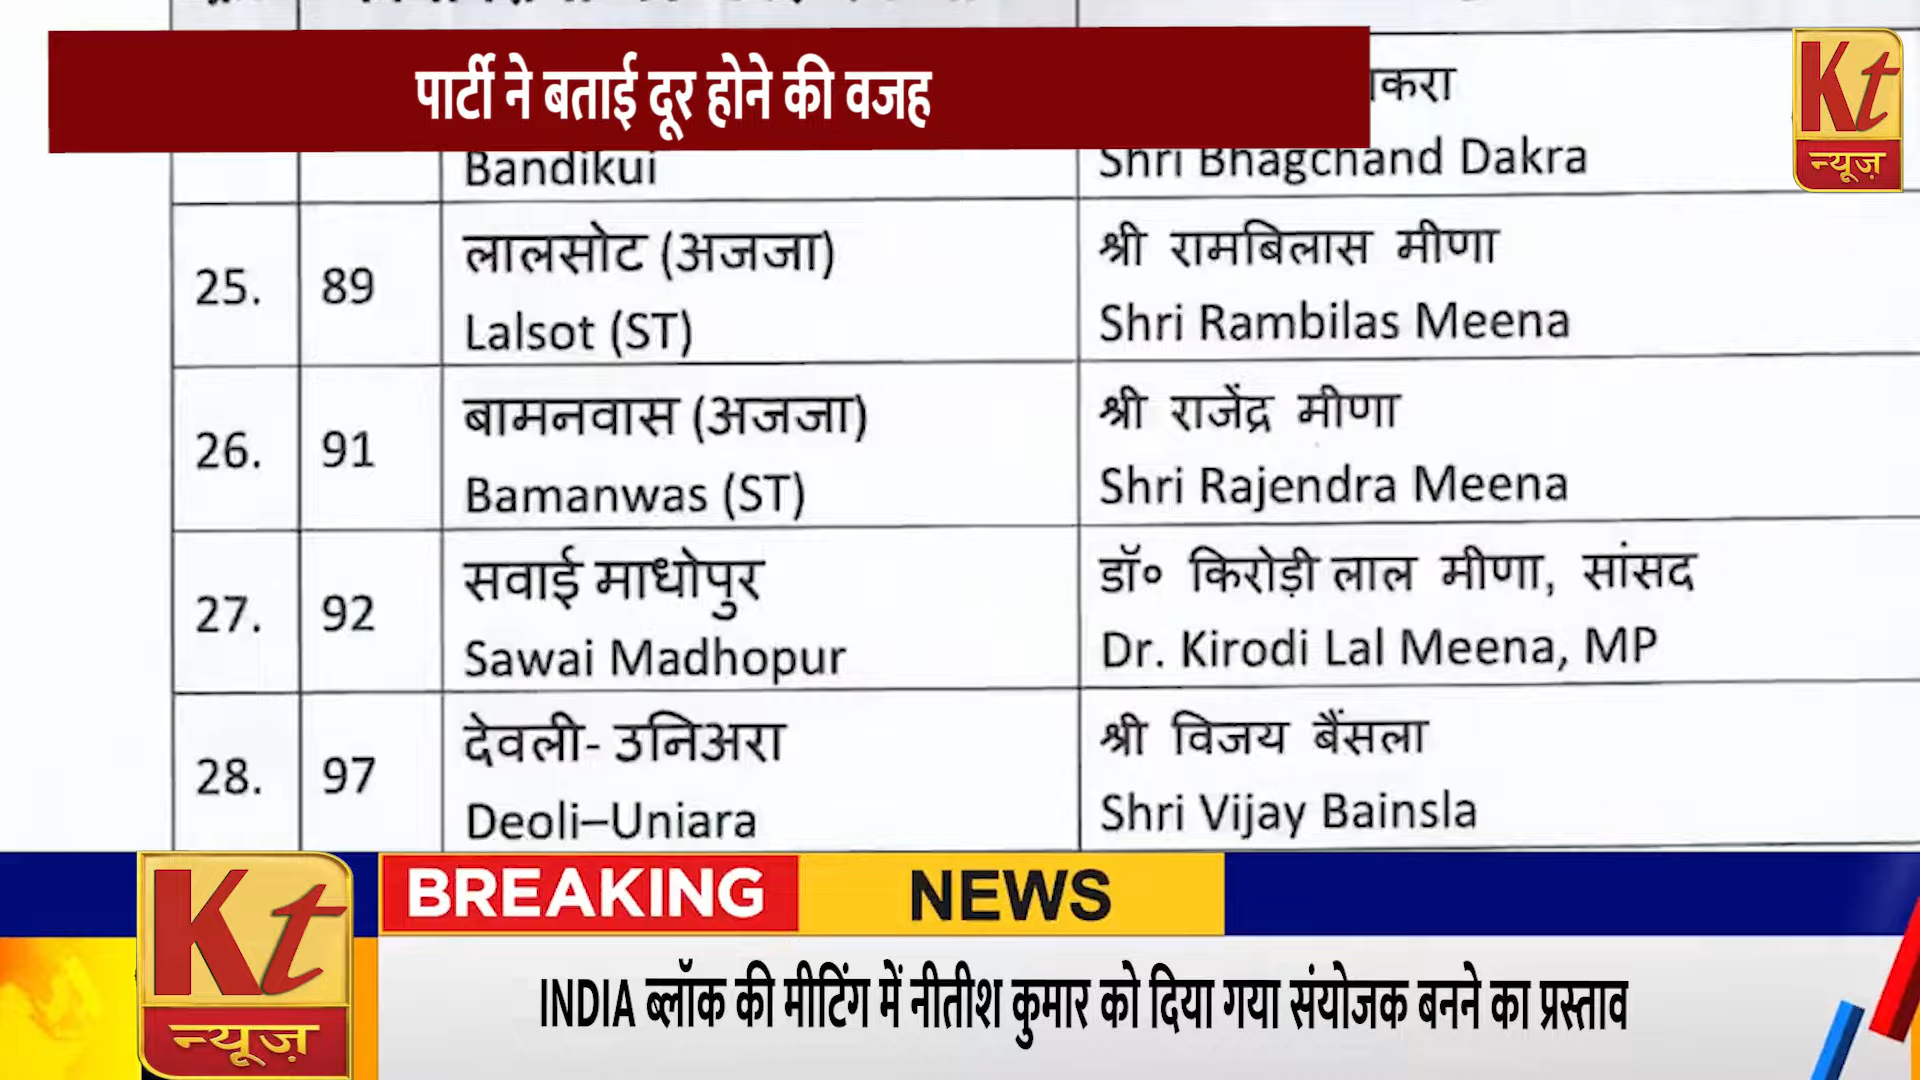 पार्टी ने बताई दूर होने की वजह
Kt
न्यूज़
Bandikui
Shri Bhagchand Dakra
25. 89 लालसोट (अजजा) श्री रामबिलास मीणा
Lalsot (ST) Shri Rambilas Meena
26. 91 बामनवास (अजजा) श्री राजेंद्र मीणा
Bamanwas (ST) Shri Rajendra Meena
27. 92 सवाई माधोपुर डॉ० किरोड़ी लाल मीणा, सांसद
Sawai Madhopur Dr. Kirodi Lal Meena, MP
28. 97 देवली- उनिअरा श्री विजय बैंसला
Deoli–Uniara Shri Vijay Bainsla
Kt
न्यूज़
BREAKING NEWS
INDIA ब्लॉक की मीटिंग में नीतीश कुमार को दिया गया संयोजक बनने का प्रस्ताव